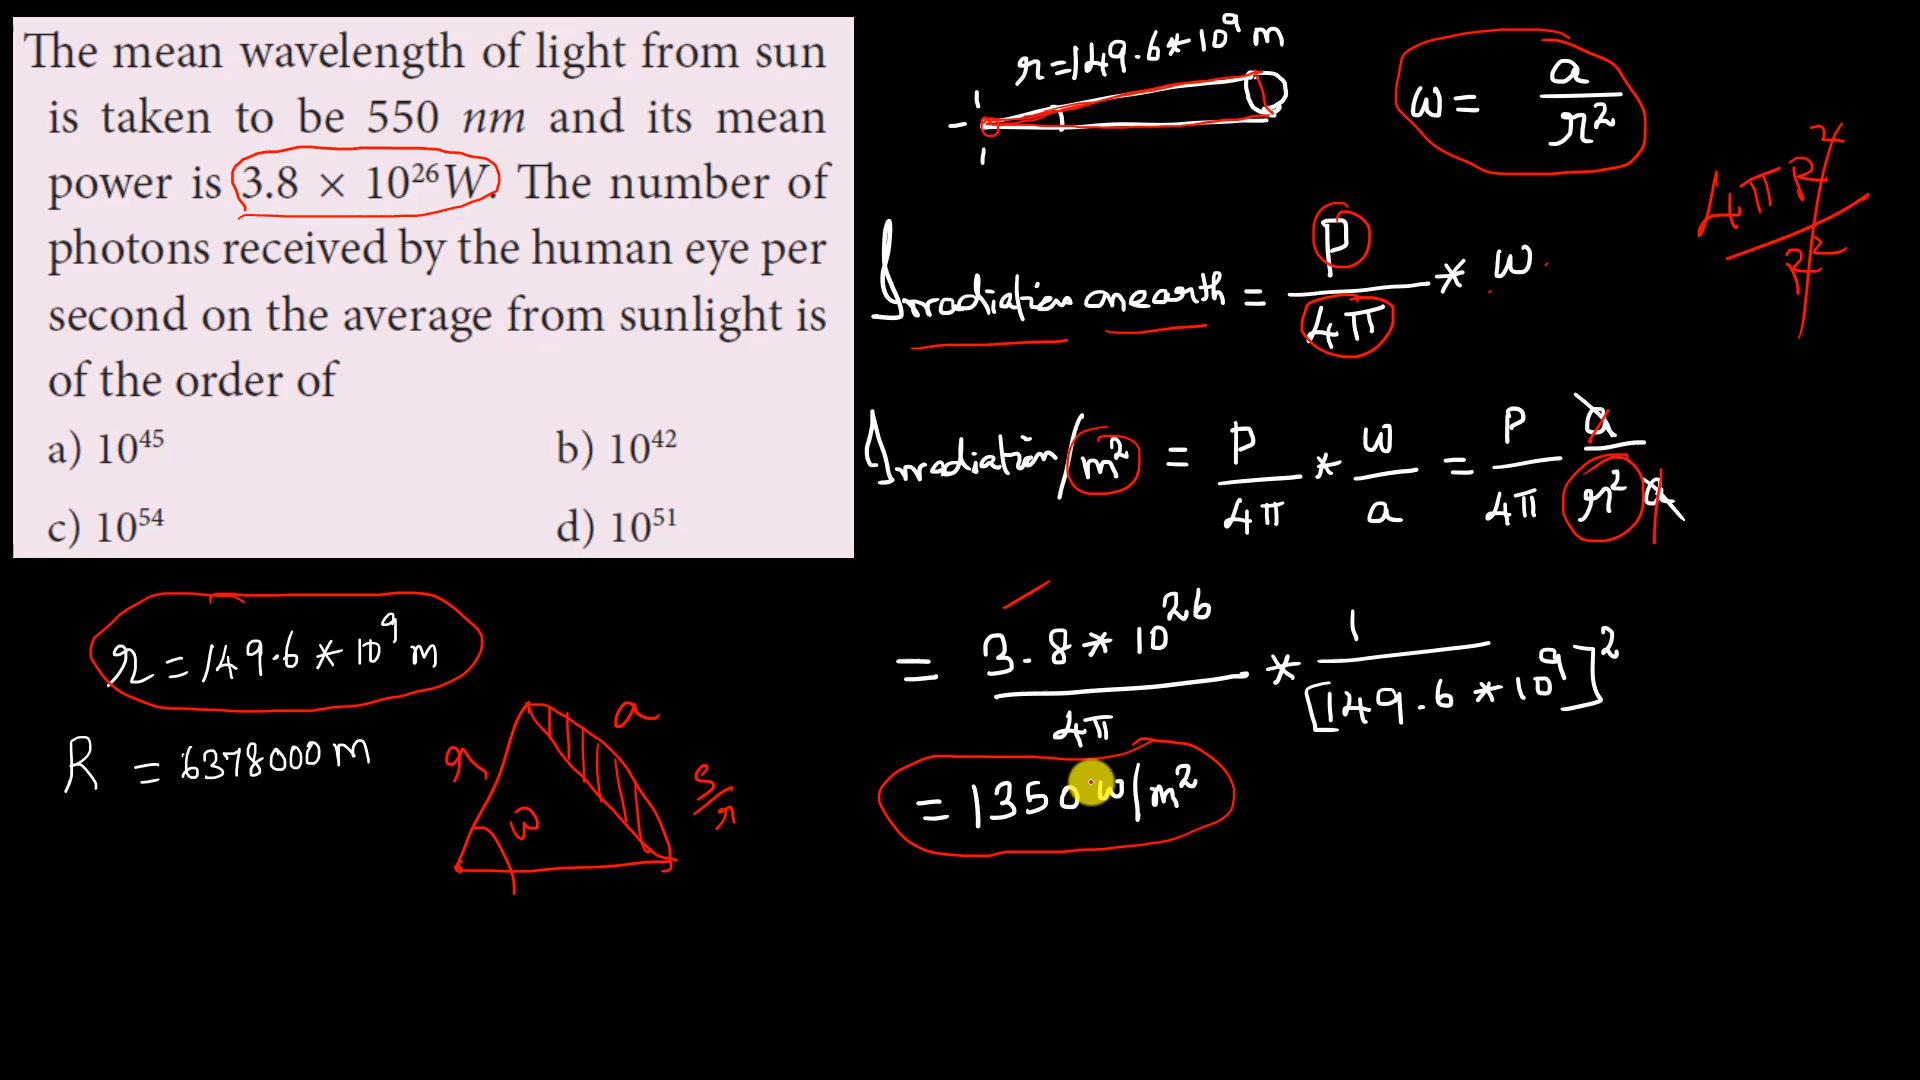 The mean wavelength of light from sun
is taken to be 550 nm and its mean
power is 3.8 × 10²⁶W. The number of
photons received by the human eye per
second on the average from sunlight is
of the order of
a) 10⁴⁵ b) 10⁴²
c) 10⁵⁴ d) 10⁵¹
r = 149.6 * 10⁹ m
R = 6378000 m
r ω a s/r
r = 149.6 * 10⁹ m
ω = a/r²
4πR²/R²
Irradiation on earth = P/4π * ω
Irradiation/m² = P/4π * ω/a = P/4π a/r² a
= 3.8 * 10²⁶/4π * 1/[149.6 * 10⁹]²
= 1350 W/m²